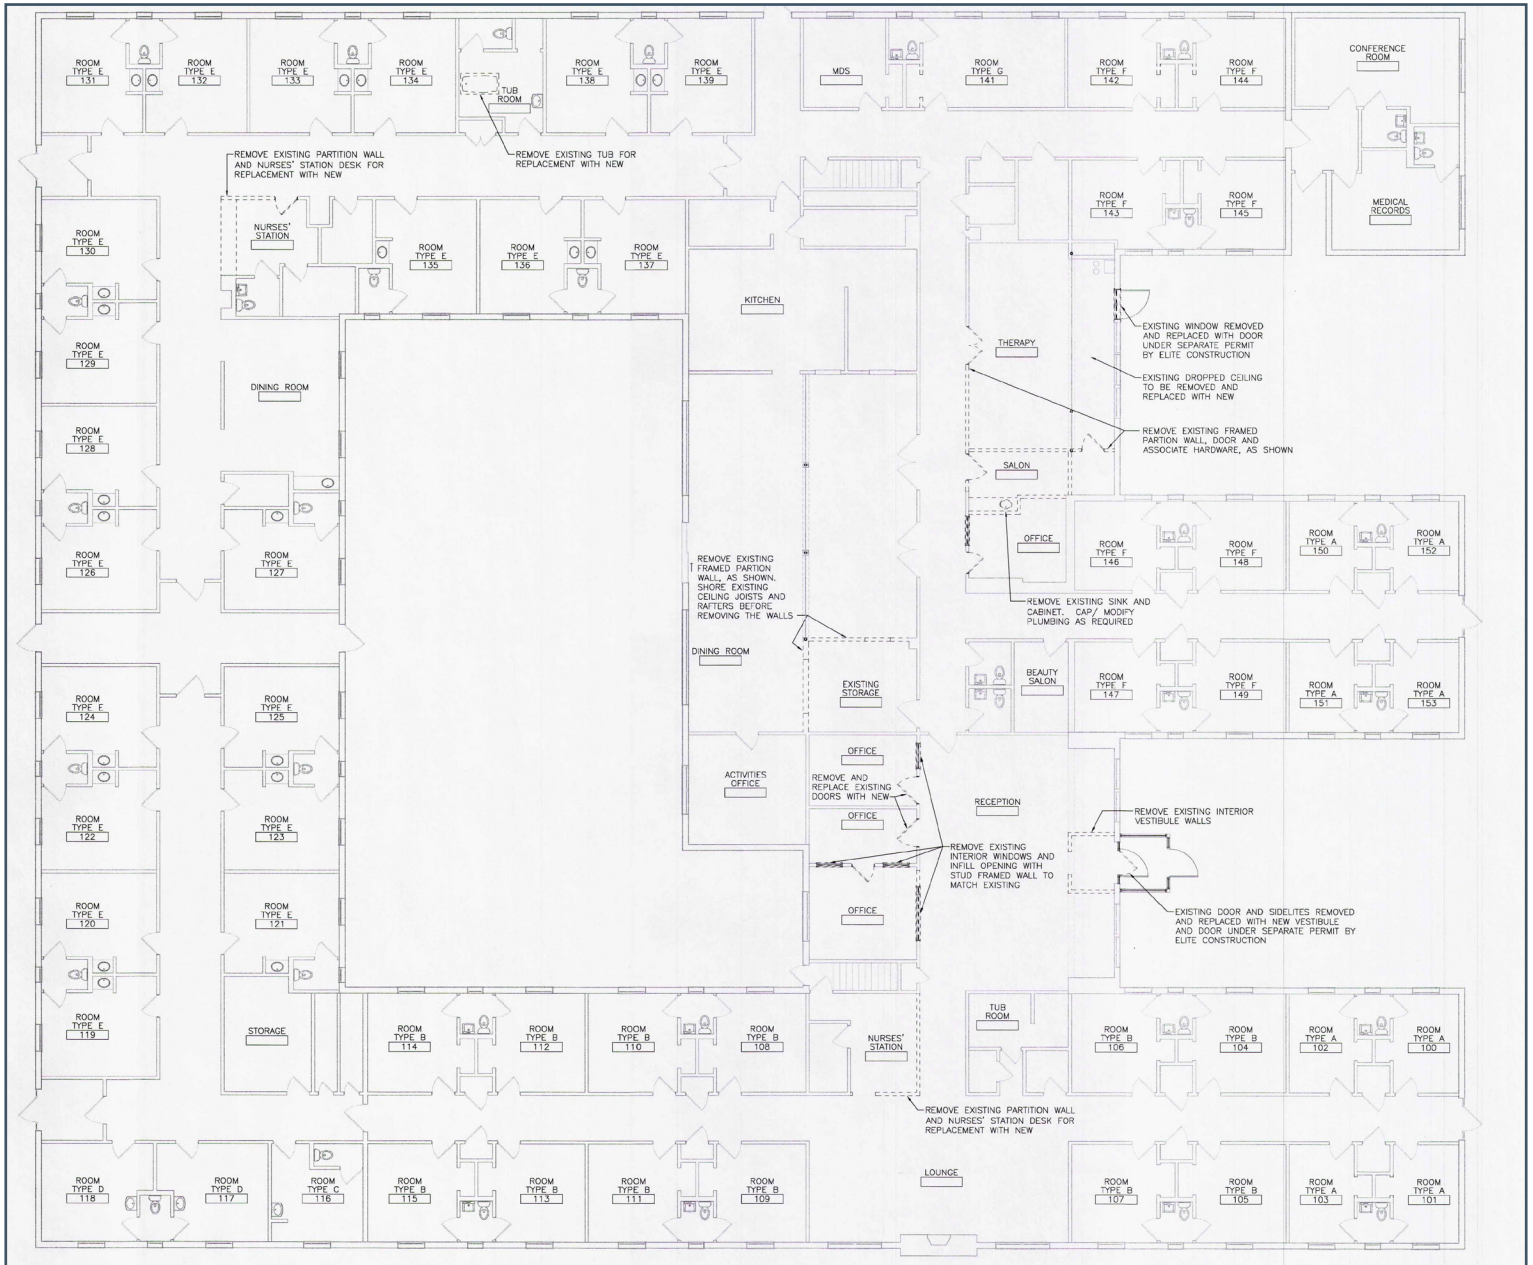 ROOM
TYPE E
131
ROOM
TYPE E
132
ROOM
TYPE E
133
ROOM
TYPE E
134
TUB
ROOM
ROOM
TYPE E
138
ROOM
TYPE E
139
MDS
ROOM
TYPE G
141
ROOM
TYPE F
142
ROOM
TYPE F
144
CONFERENCE
ROOM
REMOVE EXISTING PARTITION WALL
AND NURSES' STATION DESK FOR
REPLACEMENT WITH NEW
REMOVE EXISTING TUB FOR
REPLACEMENT WITH NEW
ROOM
TYPE E
130
NURSES'
STATION
ROOM
TYPE E
135
ROOM
TYPE E
136
ROOM
TYPE E
137
ROOM
TYPE F
143
ROOM
TYPE F
145
MEDICAL
RECORDS
KITCHEN
ROOM
TYPE E
129
DINING ROOM
THERAPY
EXISTING WINDOW REMOVED
AND REPLACED WITH DOOR
UNDER SEPARATE PERMIT
BY ELITE CONSTRUCTION
EXISTING DROPPED CEILING
TO BE REMOVED AND
REPLACED WITH NEW
REMOVE EXISTING FRAMED
PARTION WALL, DOOR AND
ASSOCIATE HARDWARE, AS SHOWN
ROOM
TYPE E
128
SALON
ROOM
TYPE E
126
ROOM
TYPE E
127
REMOVE EXISTING
FRAMED PARTION
WALL, AS SHOWN.
SHORE EXISTING
CEILING JOISTS AND
RAFTERS BEFORE
REMOVING THE WALLS
OFFICE
ROOM
TYPE F
146
ROOM
TYPE F
148
ROOM
TYPE A
150
ROOM
TYPE A
152
REMOVE EXISTING SINK AND
CABINET. CAP/ MODIFY
PLUMBING AS REQUIRED
DINING ROOM
EXISTING
STORAGE
BEAUTY
SALON
ROOM
TYPE F
147
ROOM
TYPE F
149
ROOM
TYPE A
151
ROOM
TYPE A
153
ROOM
TYPE E
124
ROOM
TYPE E
125
ACTIVITIES
OFFICE
OFFICE
REMOVE AND
REPLACE EXISTING
DOORS WITH NEW
OFFICE
RECEPTION
REMOVE EXISTING INTERIOR
VESTIBULE WALLS
ROOM
TYPE E
122
ROOM
TYPE E
123
REMOVE EXISTING
INTERIOR WINDOWS AND
INFILL OPENING WITH
STUD FRAMED WALL TO
MATCH EXISTING
OFFICE
EXISTING DOOR AND SIDELITES REMOVED
AND REPLACED WITH NEW VESTIBULE
AND DOOR UNDER SEPARATE PERMIT BY
ELITE CONSTRUCTION
ROOM
TYPE E
120
ROOM
TYPE E
121
ROOM
TYPE E
119
STORAGE
ROOM
TYPE B
114
ROOM
TYPE B
112
ROOM
TYPE B
110
ROOM
TYPE B
108
NURSES'
STATION
TUB
ROOM
ROOM
TYPE B
106
ROOM
TYPE B
104
ROOM
TYPE A
102
ROOM
TYPE A
100
REMOVE EXISTING PARTITION WALL
AND NURSES' STATION DESK FOR
REPLACEMENT WITH NEW
ROOM
TYPE D
118
ROOM
TYPE D
117
ROOM
TYPE C
116
ROOM
TYPE B
115
ROOM
TYPE B
113
ROOM
TYPE B
111
ROOM
TYPE B
109
LOUNGE
ROOM
TYPE B
107
ROOM
TYPE B
105
ROOM
TYPE A
103
ROOM
TYPE A
101